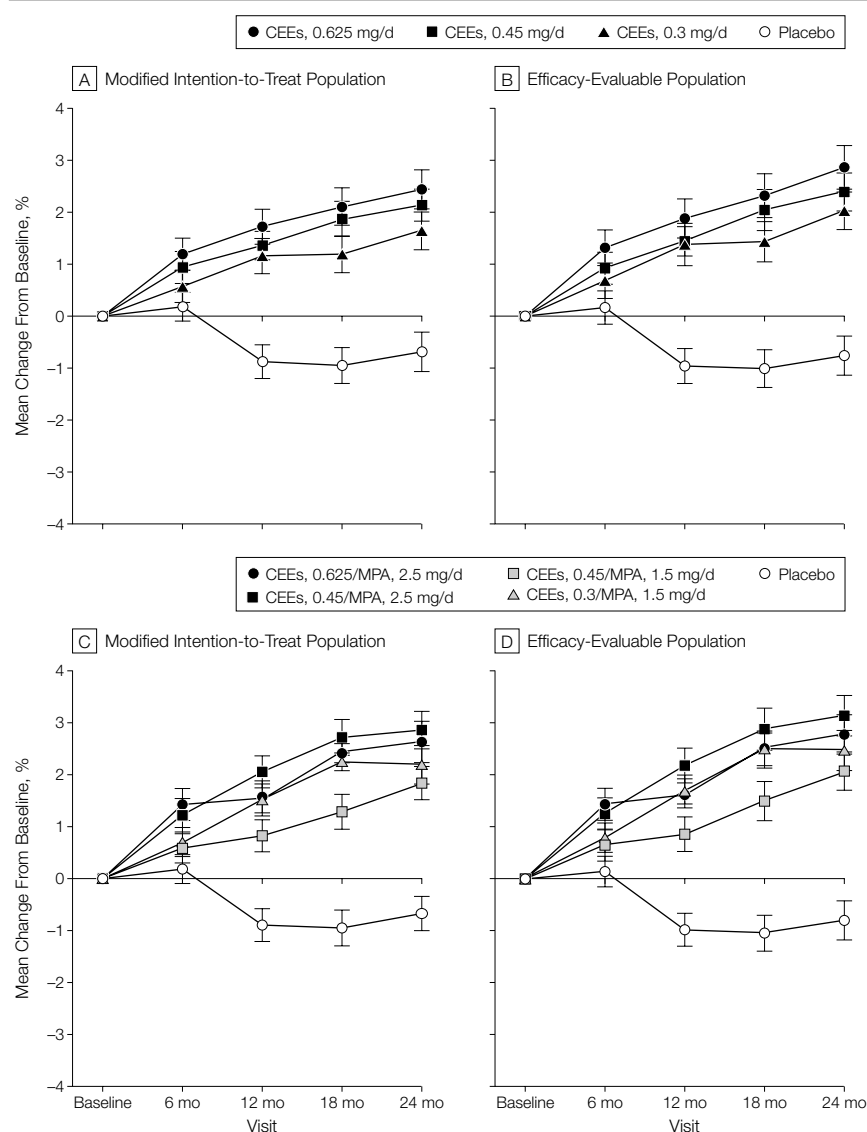 CEEs, 0.625 mg/d CEEs, 0.45 mg/d CEEs, 0.3 mg/d Placebo
A Modified Intention-to-Treat Population
4
3
2
1
0
–1
–2
–3
–4
Mean Change From Baseline, %
B Efficacy-Evaluable Population
CEEs, 0.625/MPA, 2.5 mg/d CEEs, 0.45/MPA, 1.5 mg/d Placebo
CEEs, 0.45/MPA, 2.5 mg/d CEEs, 0.3/MPA, 1.5 mg/d
C Modified Intention-to-Treat Population
4
3
2
1
0
–1
–2
–3
–4
Mean Change From Baseline, %
Baseline 6 mo 12 mo 18 mo 24 mo
Visit
D Efficacy-Evaluable Population
Baseline 6 mo 12 mo 18 mo 24 mo
Visit